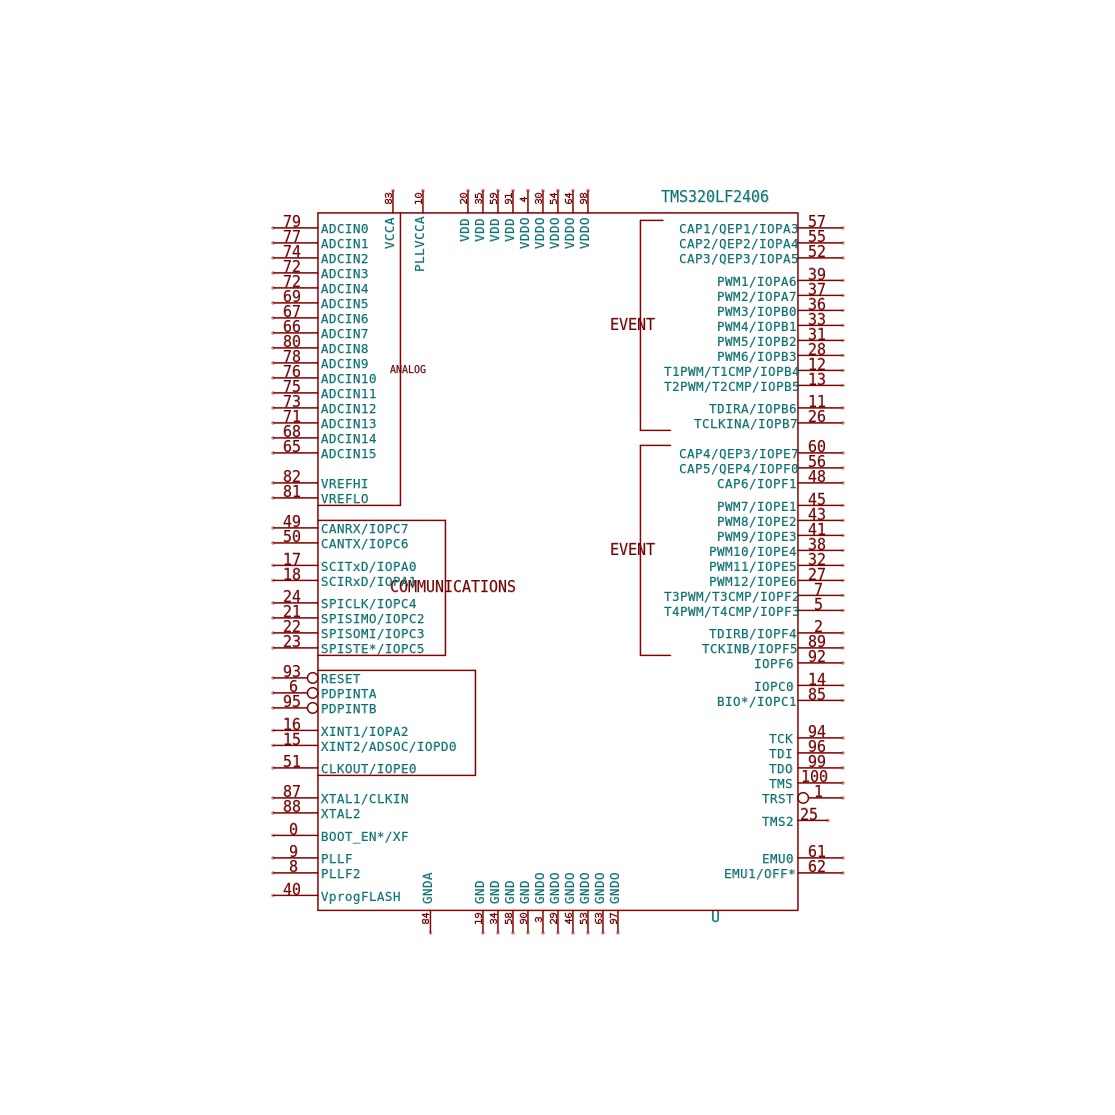 TMS320LF2406
83 10 20 35 59 91 4 30 54 64 98
VCCA PLLVCCA VDD VDD VDD VDD VDDO VDDO VDDO VDDO VDDO
79 ADCIN0
77 ADCIN1
74 ADCIN2
72 ADCIN3
72 ADCIN4
69 ADCIN5
67 ADCIN6
66 ADCIN7
80 ADCIN8
78 ADCIN9
76 ADCIN10
75 ADCIN11
73 ADCIN12
71 ADCIN13
68 ADCIN14
65 ADCIN15
82 VREFHI
81 VREFLO
ANALOG
49 CANRX/IOPC7
50 CANTX/IOPC6
17 SCITxD/IOPA0
18 SCIRxD/IOPA1
24 SPICLK/IOPC4
21 SPISIMO/IOPC2
22 SPISOMI/IOPC3
23 SPISTE*/IOPC5
COMMUNICATIONS
93 RESET
6 PDPINTA
95 PDPINTB
16 XINT1/IOPA2
15 XINT2/ADSOC/IOPD0
51 CLKOUT/IOPE0
87 XTAL1/CLKIN
88 XTAL2
0 BOOT_EN*/XF
9 PLLF
8 PLLF2
40 VprogFLASH
CAP1/QEP1/IOPA3 57
CAP2/QEP2/IOPA4 55
CAP3/QEP3/IOPA5 52
PWM1/IOPA6 39
PWM2/IOPA7 37
PWM3/IOPB0 36
PWM4/IOPB1 33
PWM5/IOPB2 31
PWM6/IOPB3 28
T1PWM/T1CMP/IOPB4 12
T2PWM/T2CMP/IOPB5 13
TDIRA/IOPB6 11
TCLKINA/IOPB7 26
EVENT
CAP4/QEP3/IOPE7 60
CAP5/QEP4/IOPF0 56
CAP6/IOPF1 48
PWM7/IOPE1 45
PWM8/IOPE2 43
PWM9/IOPE3 41
PWM10/IOPE4 38
PWM11/IOPE5 32
PWM12/IOPE6 27
T3PWM/T3CMP/IOPF2 7
T4PWM/T4CMP/IOPF3 5
TDIRB/IOPF4 2
TCKINB/IOPF5 89
IOPF6 92
EVENT
IOPC0 14
BIO*/IOPC1 85
TCK 94
TDI 96
TDO 99
TMS 100
TRST 1
TMS2 25
EMU0 61
EMU1/OFF* 62
GNDA GND GND GND GND GNDO GNDO GNDO GNDO GNDO GNDO
84 19 34 58 90 3 29 46 53 63 97
U